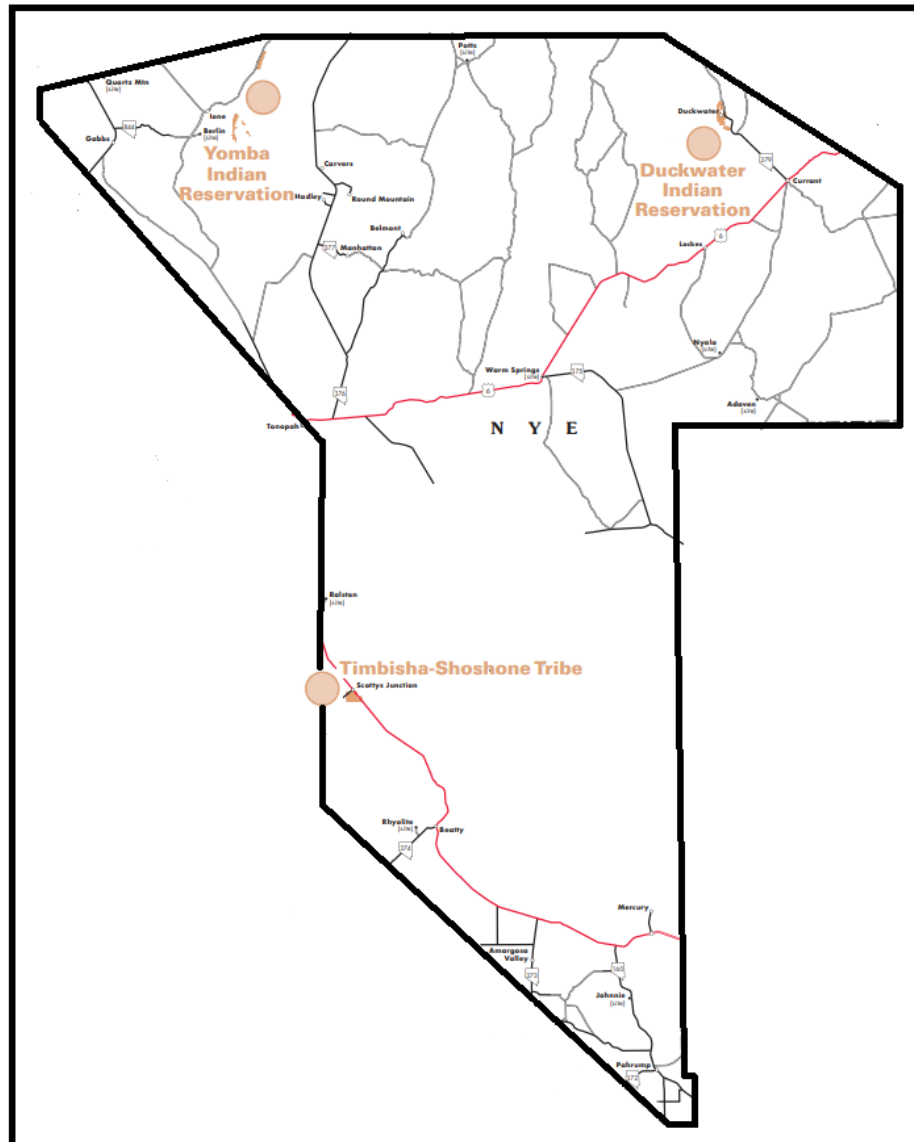 Potts
[site]
Quartz Mtn
[site]
Ione
Duckwater
844
Berlin
[site]
Gabbs
Yomba
Indian
Reservation
Duckwater
Indian
Reservation
379
Currant
Carvers
Hadley
Round Mountain
Belmont
6
Lockes
377
Manhattan
Nyala
[site]
Warm Springs
[site]
375
6
376
Adaven
[site]
Tonopah
N Y E
Ralston
[site]
Timbisha-Shoshone Tribe
Scottys Junction
Rhyolite
[site]
Beatty
374
Mercury
Amargosa
Valley
373
160
Johnnie
[site]
Pahrump
372